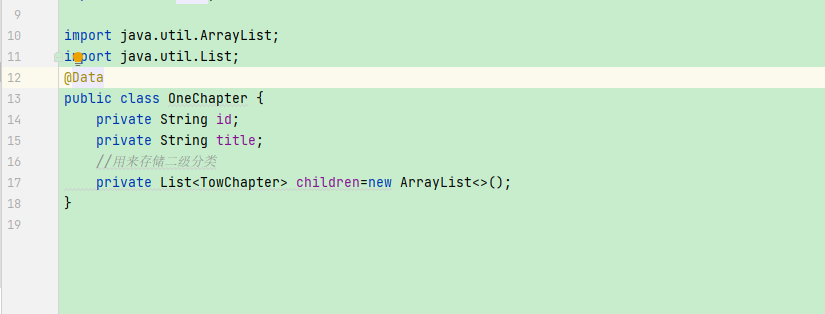 9
10 import java.util.ArrayList;
11 import java.util.List;
12 @Data
13 public class OneChapter {
14 private String id;
15 private String title;
16 //用来存储二级分类
17 private List<TowChapter> children=new ArrayList<>();
18 }
19